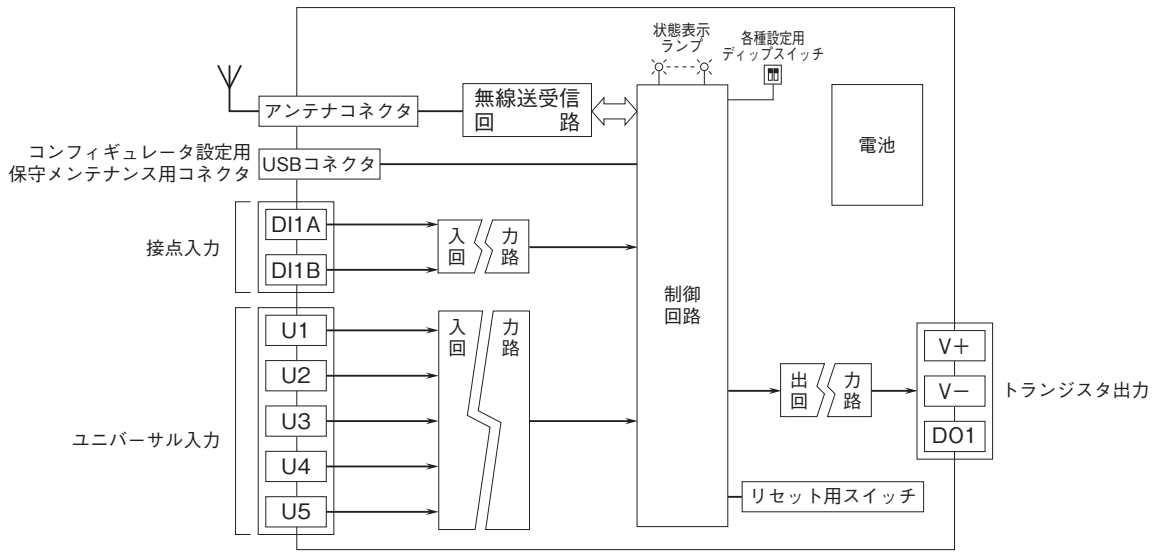 状態表示
ランプ
各種設定用
ディップスイッチ
アンテナコネクタ
無線送受信
回 路
電池
コンフィギュレータ設定用
保守メンテナンス用コネクタ
USBコネクタ
接点入力
DI1A
DI1B
入 力
回 路
制御
回路
ユニバーサル入力
U1
U2
U3
U4
U5
入 力
回 路
出 力
回 路
V+
V−
DO1
トランジスタ出力
リセット用スイッチ